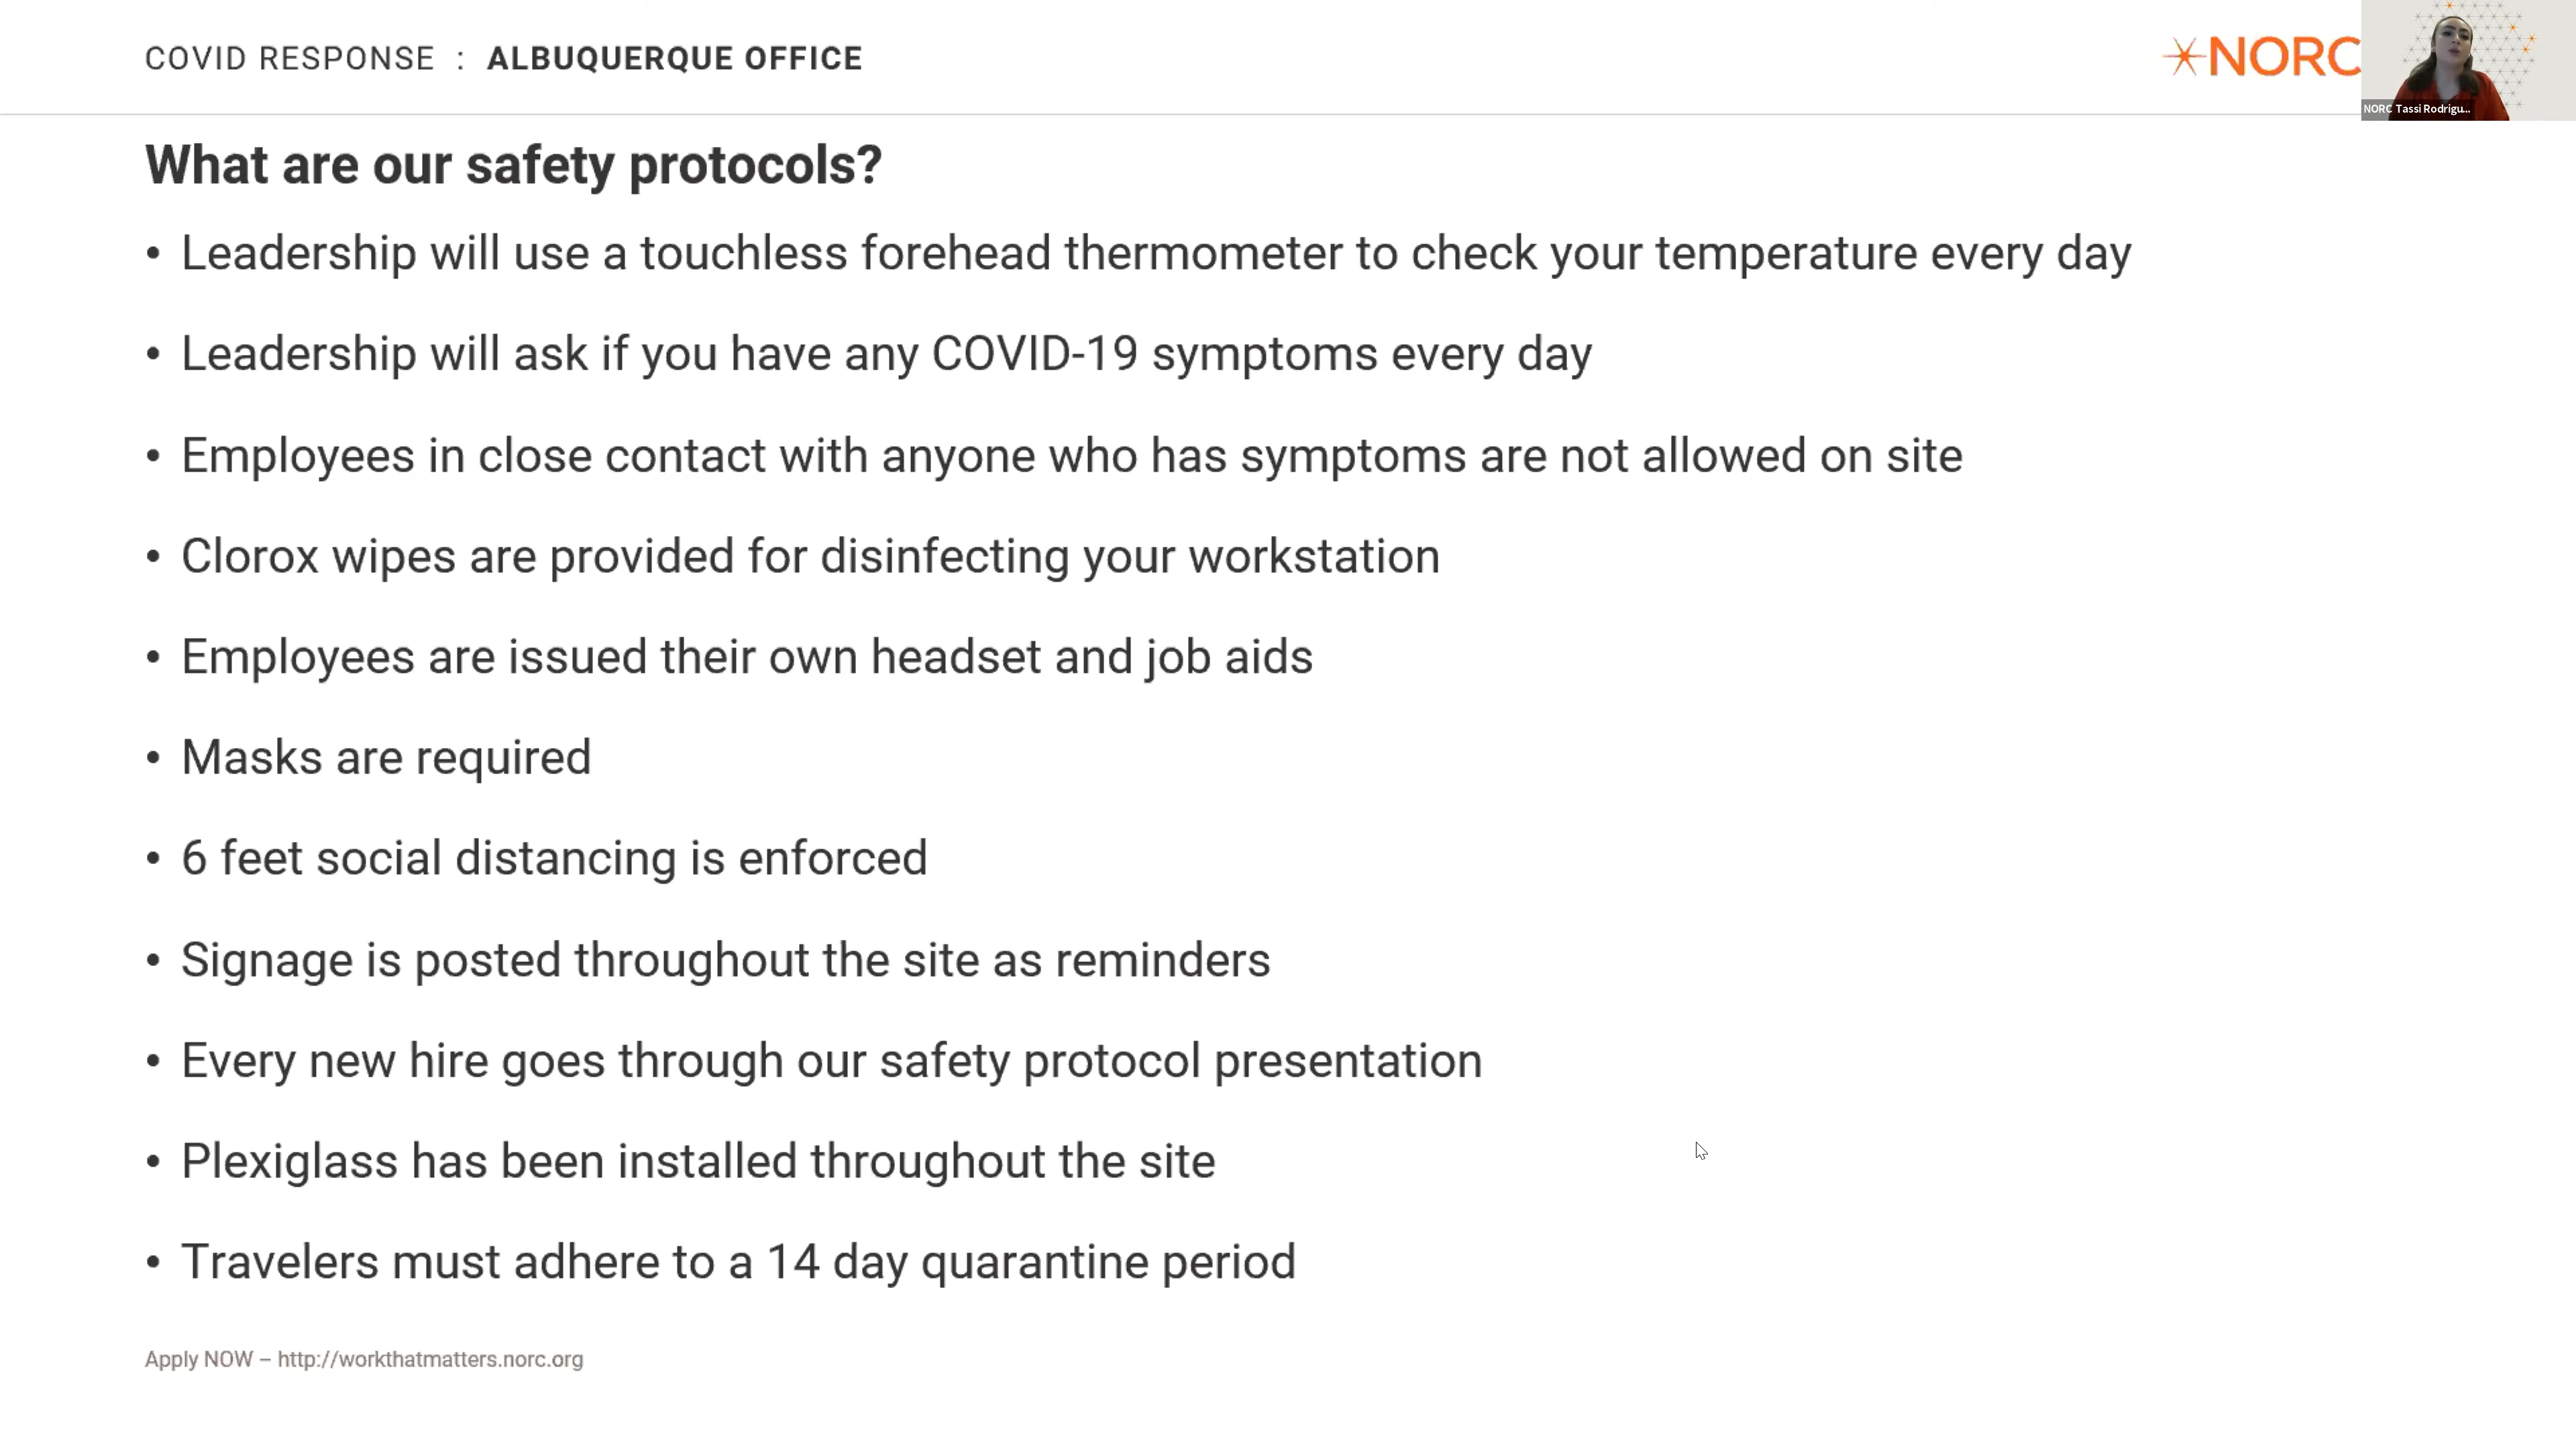 COVID RESPONSE : ALBUQUERQUE OFFICE
NORC
NORC Tassi Rodrigu...
What are our safety protocols?
• Leadership will use a touchless forehead thermometer to check your temperature every day
• Leadership will ask if you have any COVID-19 symptoms every day
• Employees in close contact with anyone who has symptoms are not allowed on site
• Clorox wipes are provided for disinfecting your workstation
• Employees are issued their own headset and job aids
• Masks are required
• 6 feet social distancing is enforced
• Signage is posted throughout the site as reminders
• Every new hire goes through our safety protocol presentation
• Plexiglass has been installed throughout the site
• Travelers must adhere to a 14 day quarantine period
Apply NOW – http://workthatmatters.norc.org